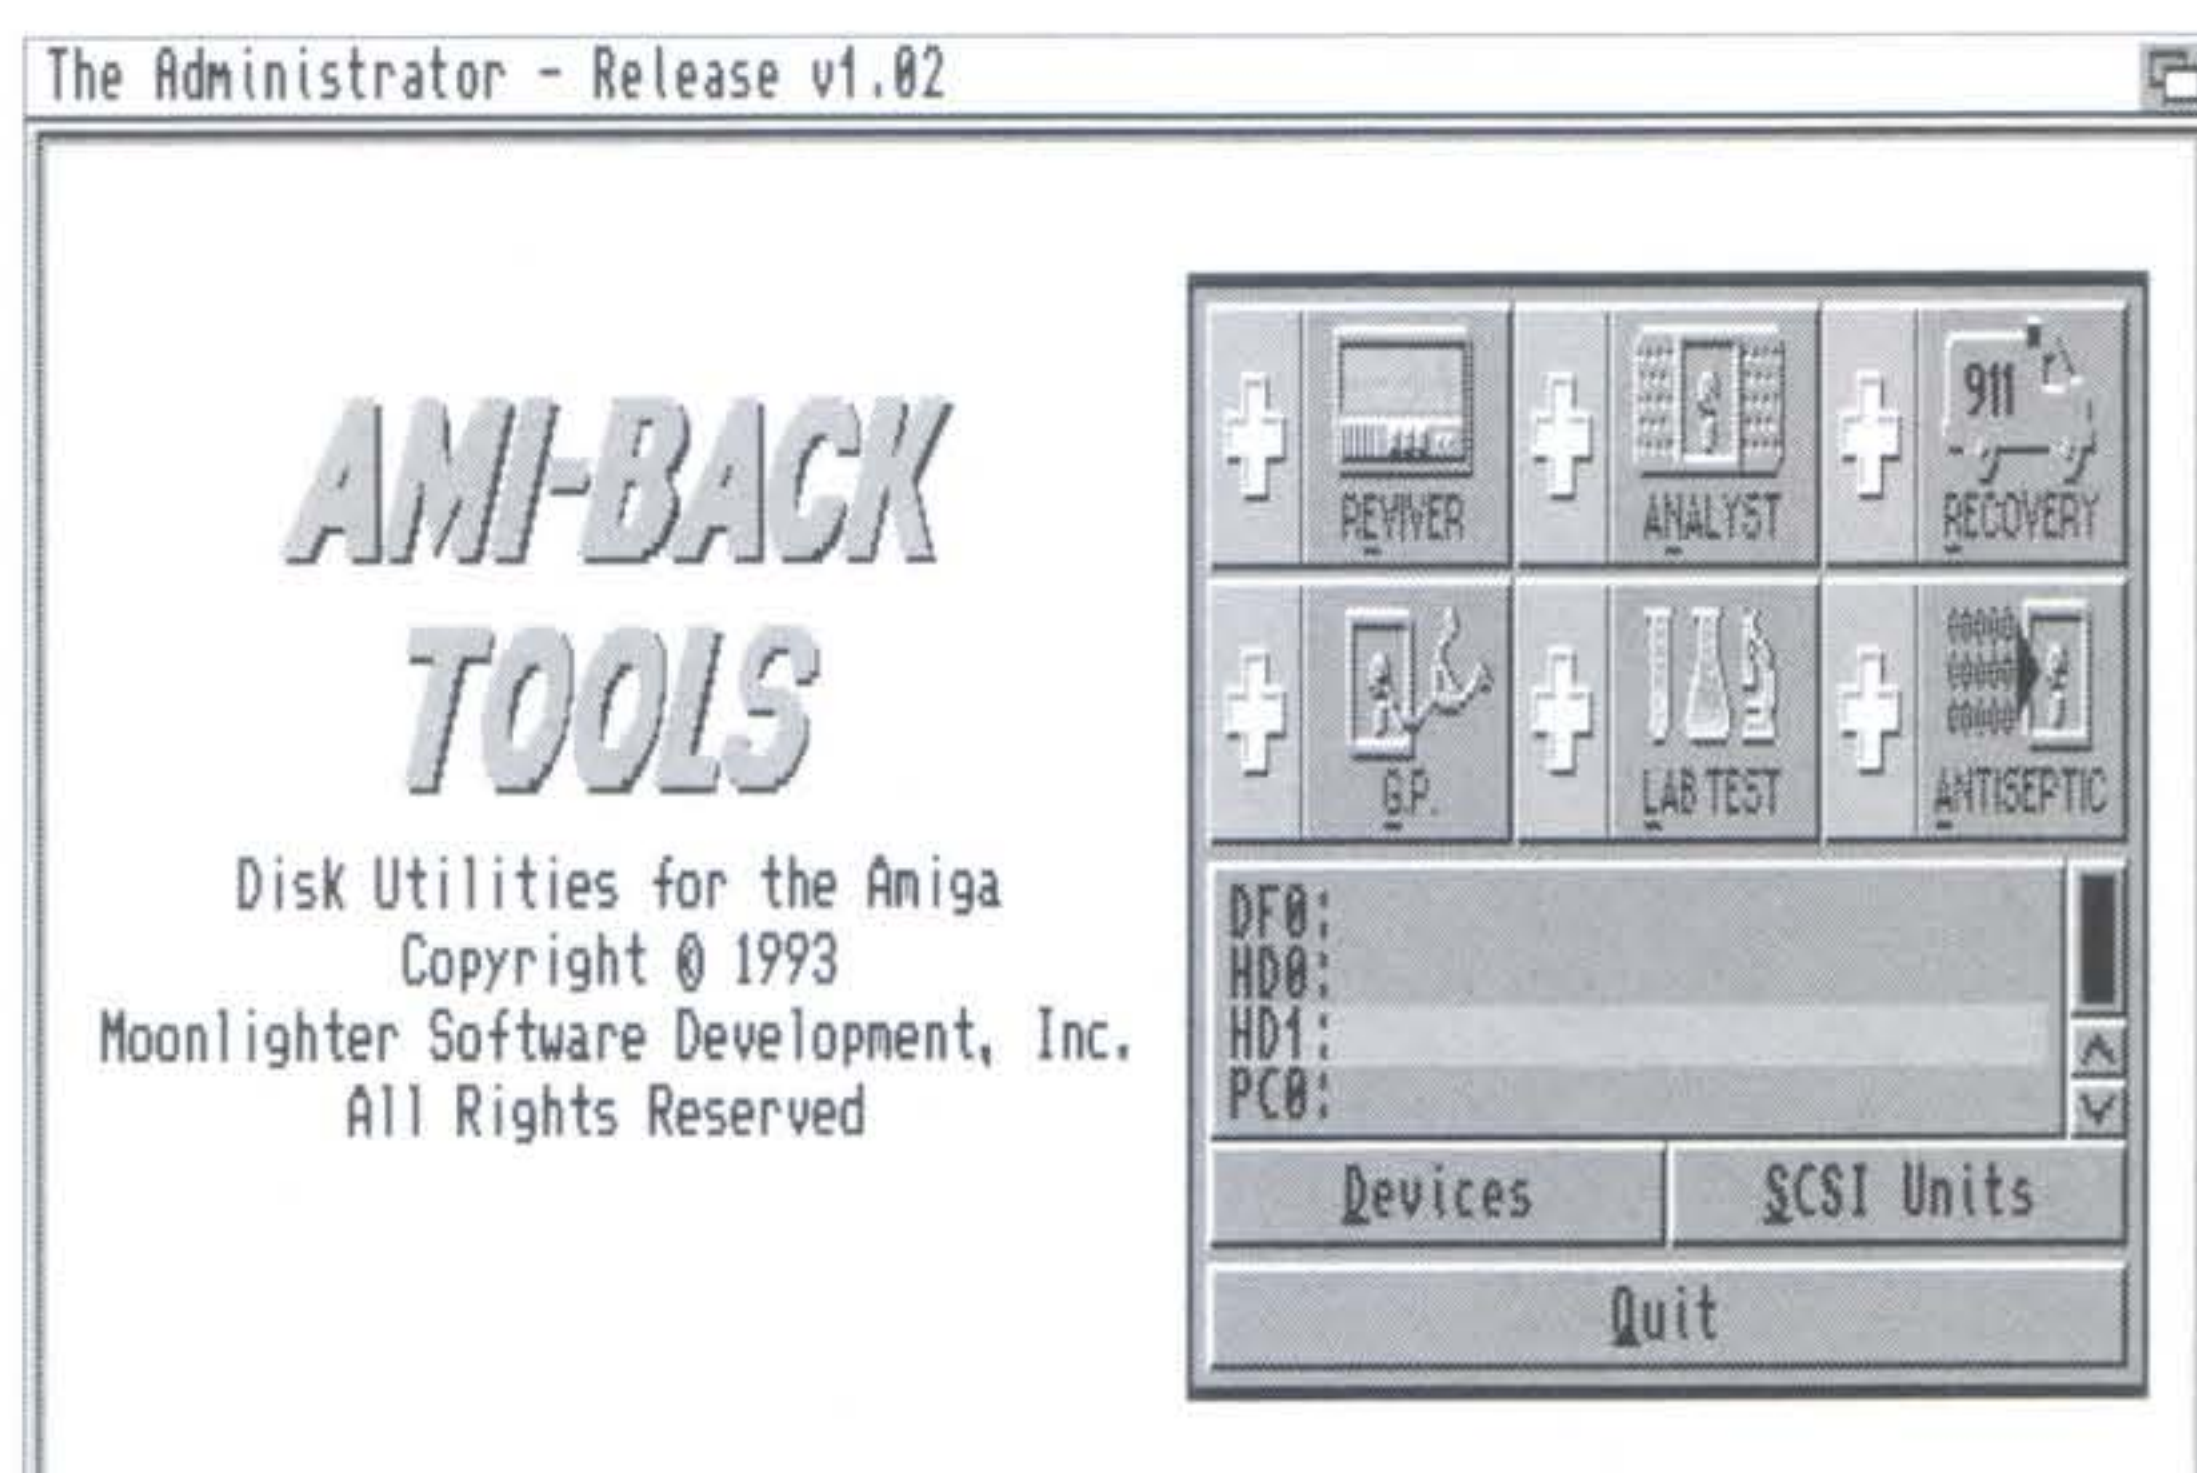 The Administrator - Release v1.02
AMI-BACK
TOOLS
Disk Utilities for the Amiga
Copyright © 1993
Moonlighter Software Development, Inc.
All Rights Reserved
REVIVER
ANALYST
911
RECOVERY
G.P.
LAB TEST
ANTISEPTIC
DF0:
HD0:
HD1:
PC0:
Devices
SCSI Units
Quit